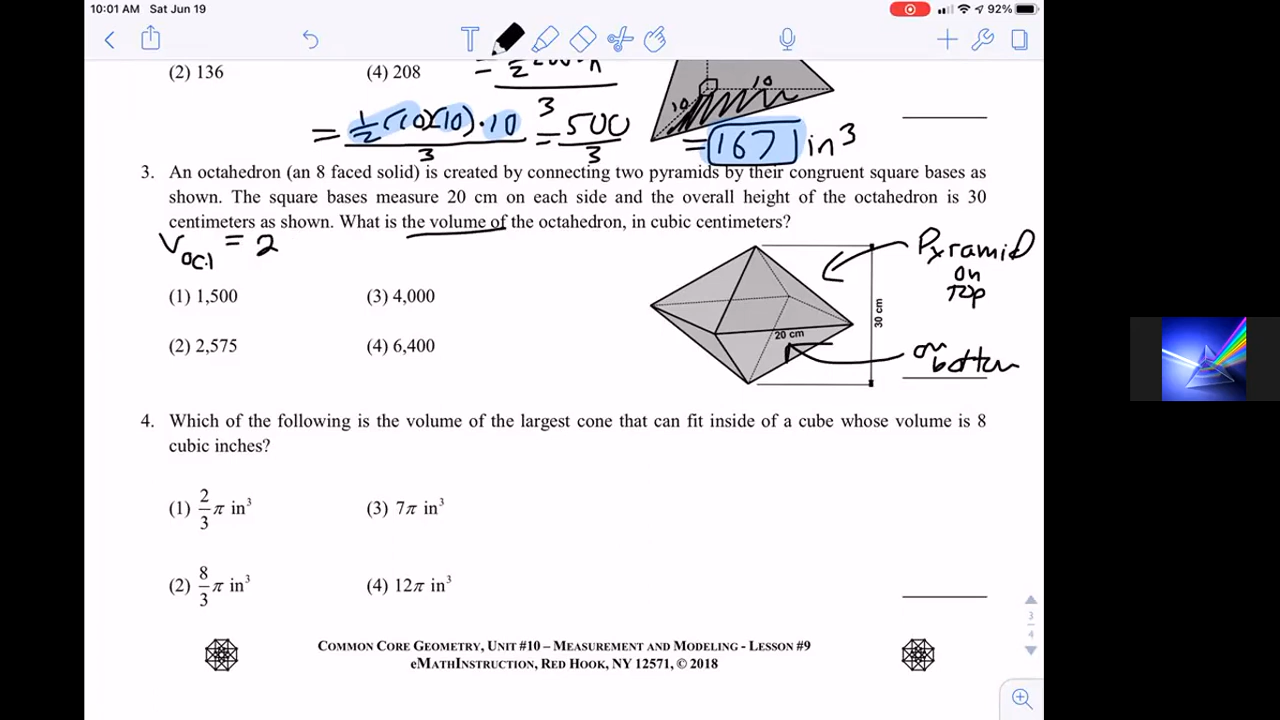 10:01 AM Sat Jun 19
92%
(2) 136 (4) 208
= 1/2(10)(10)·10 / 3 = 500 / 3 = 167 in³
10 10
3. An octahedron (an 8 faced solid) is created by connecting two pyramids by their congruent square bases as
shown. The square bases measure 20 cm on each side and the overall height of the octahedron is 30
centimeters as shown. What is the volume of the octahedron, in cubic centimeters?
= 2
Pyramid
on
Top
(1) 1,500 (3) 4,000
30 cm
20 cm
(2) 2,575 (4) 6,400
on
bottom
4. Which of the following is the volume of the largest cone that can fit inside of a cube whose volume is 8
cubic inches?
(1) 2/3 π in³ (3) 7π in³
(2) 8/3 π in³ (4) 12π in³
3
4
COMMON CORE GEOMETRY, UNIT #10 – MEASUREMENT AND MODELING - LESSON #9
eMATHINSTRUCTION, RED HOOK, NY 12571, © 2018